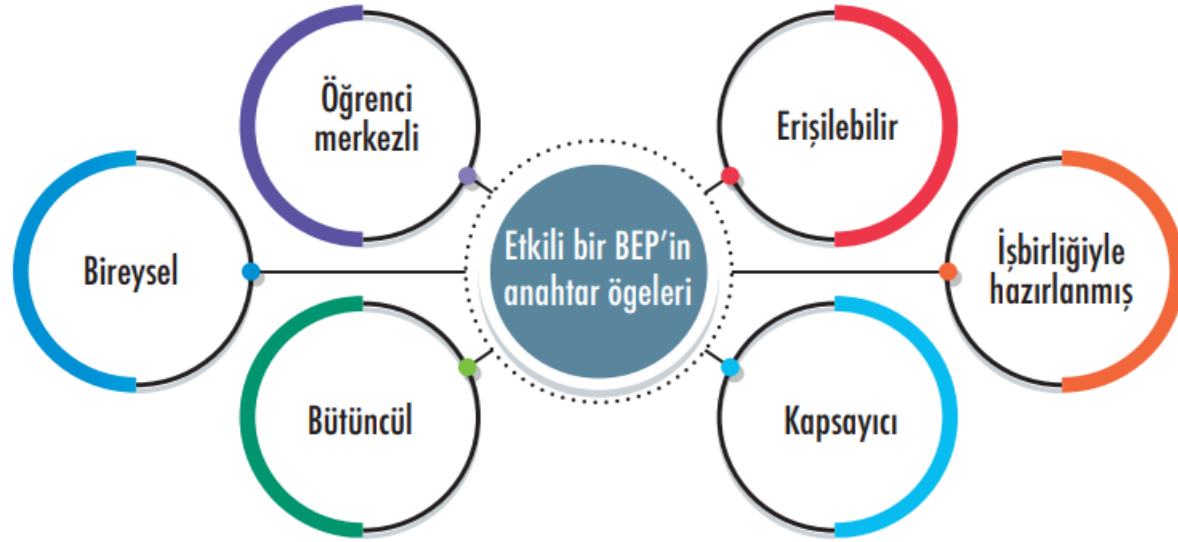 Öğrenci
merkezli
Erişilebilir
Bireysel
Etkili bir BEP'in
anahtar ögeleri
İşbirliğiyle
hazırlanmış
Bütüncül
Kapsayıcı